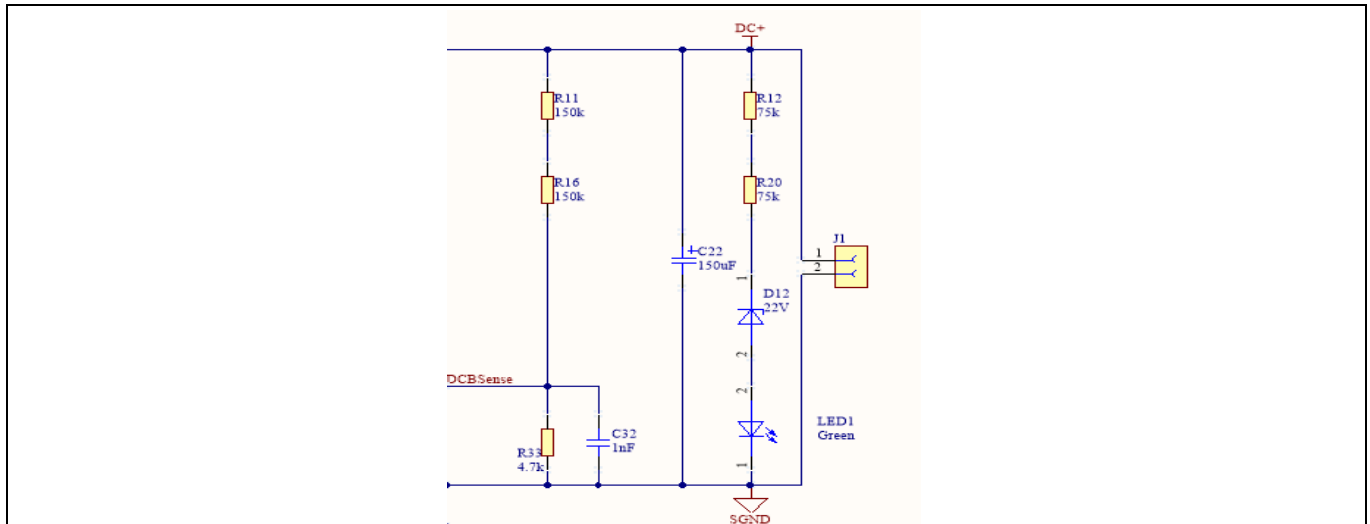 DC+
R11
150k
R12
75k
R16
150k
R20
75k
J1
1
2
C22
150uF
1
D12
22V
2
DCBSense
2
LED1
Green
C32
1nF
R33
4.7k
1
SGND